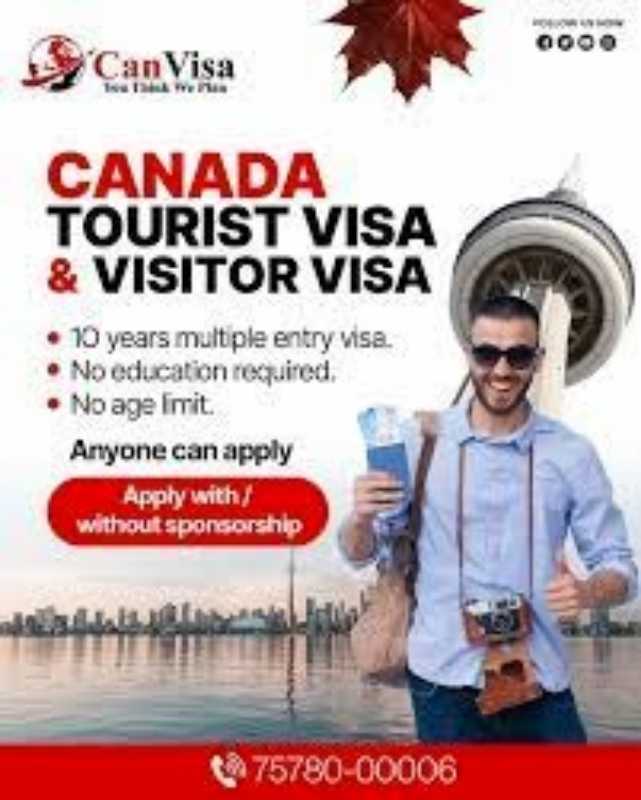 FOLLOW US NOW
CanVisa
You Think We Plan
CANADA
TOURIST VISA
& VISITOR VISA
• 10 years multiple entry visa.
• No education required.
• No age limit.
Anyone can apply
Apply with /
without sponsorship
75780-00006